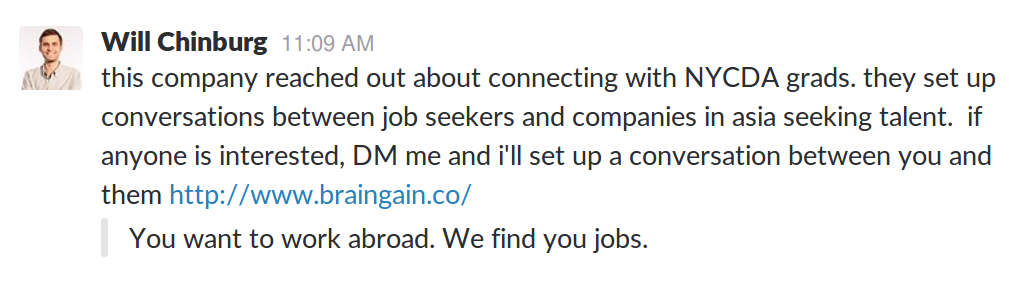 Will Chinburg 11:09 AM
this company reached out about connecting with NYCDA grads. they set up
conversations between job seekers and companies in asia seeking talent.  if
anyone is interested, DM me and i'll set up a conversation between you and
them http://www.braingain.co/
You want to work abroad. We find you jobs.